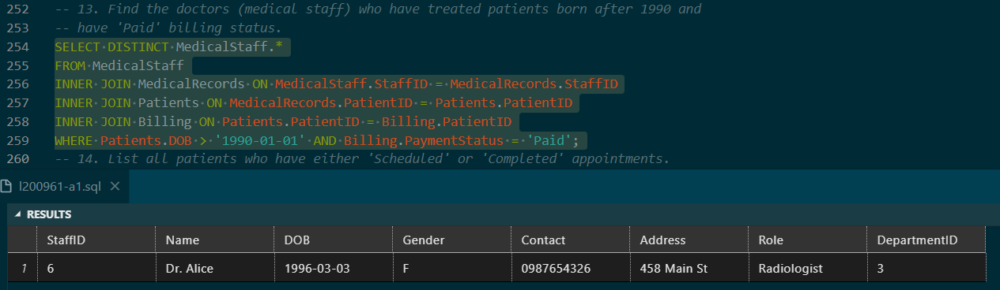 252 -- 13. Find the doctors (medical staff) who have treated patients born after 1990 and
253 -- have 'Paid' billing status.
254 SELECT DISTINCT MedicalStaff.*
255 FROM MedicalStaff
256 INNER JOIN MedicalRecords ON MedicalStaff.StaffID = MedicalRecords.StaffID
257 INNER JOIN Patients ON MedicalRecords.PatientID = Patients.PatientID
258 INNER JOIN Billing ON Patients.PatientID = Billing.PatientID
259 WHERE Patients.DOB > '1990-01-01' AND Billing.PaymentStatus = 'Paid';
260 -- 14. List all patients who have either 'Scheduled' or 'Completed' appointments.
l200961-a1.sql
RESULTS
StaffID Name DOB Gender Contact Address Role DepartmentID
1 6 Dr. Alice 1996-03-03 F 0987654326 458 Main St Radiologist 3